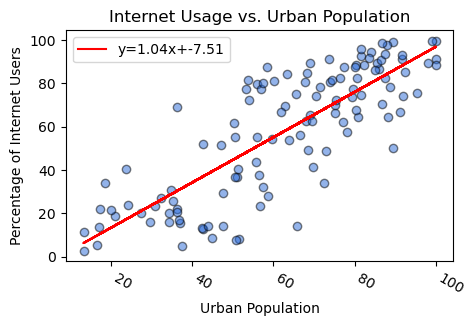 Internet Usage vs. Urban Population
y=1.04x+-7.51
Percentage of Internet Users
100
80
60
40
20
0
20
40
60
80
100
Urban Population